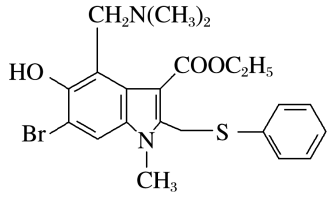 CH₂N(CH₃)₂
HO
COOC₂H₅
Br
N
S
CH₃